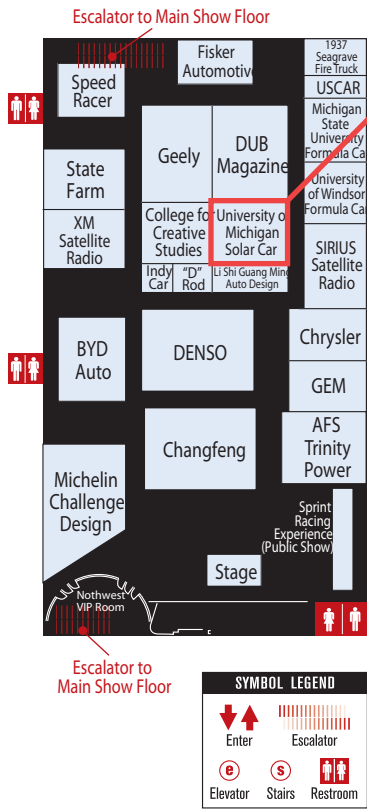 Escalator to Main Show Floor
Fisker
Automotive
1937
Seagrave
Fire Truck
USCAR
Speed
Racer
Michigan
State
University
Formula Car
Geely
DUB
Magazine
State
Farm
University
of Windsor
Formula Car
XM
Satellite
Radio
College for
Creative
Studies
University of
Michigan
Solar Car
SIRIUS
Satellite
Radio
Indy
Car
“D”
Rod
Li Shi Guang Ming
Auto Design
BYD
Auto
DENSO
Chrysler
GEM
Changfeng
AFS
Trinity
Power
Michelin
Challenge
Design
Sprint
Racing
Experience
(Public Show)
Stage
Nothwest
VIP Room
Escalator to
Main Show Floor
SYMBOL LEGEND
Enter
Escalator
e
s
Elevator
Stairs
Restroom